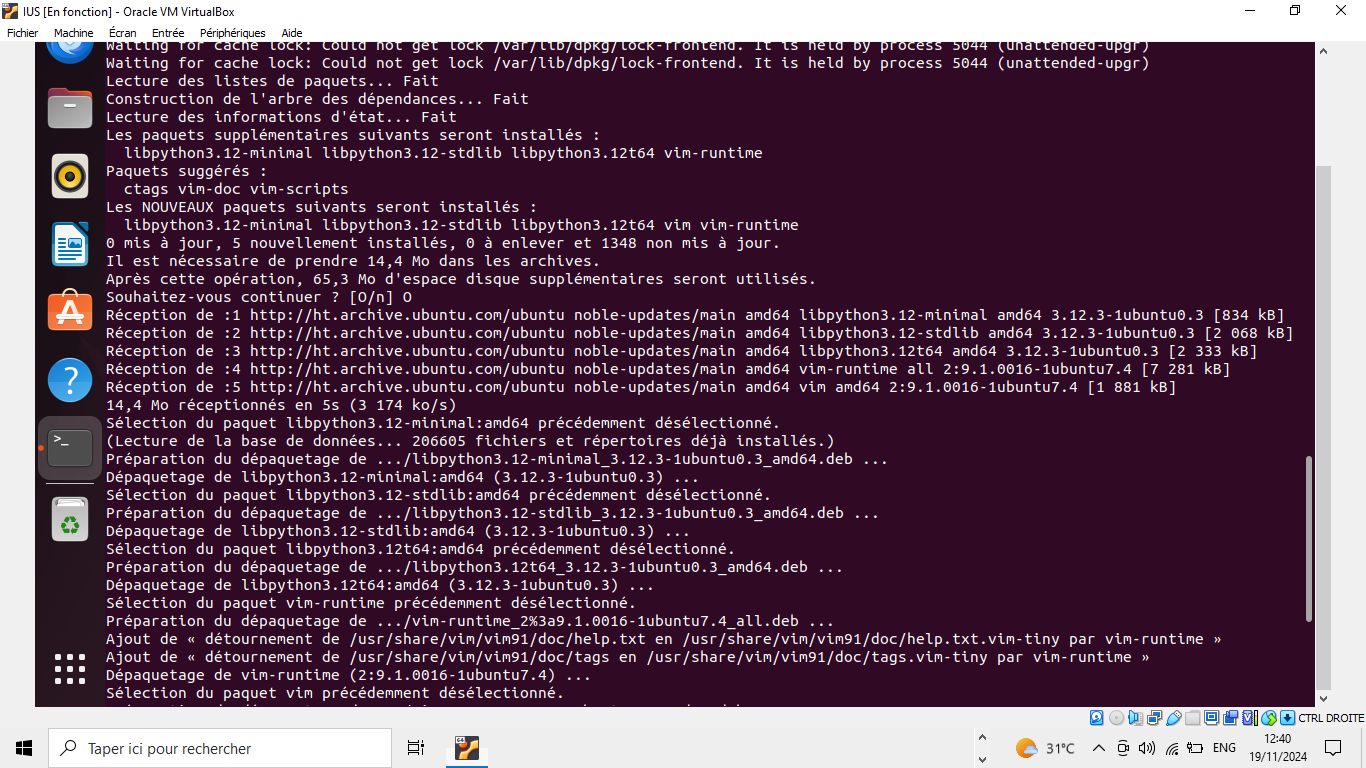 IUS [En fonction] - Oracle VM VirtualBox
Fichier Machine Écran Entrée Périphériques Aide
Waiting for cache lock: Could not get lock /var/lib/dpkg/lock-frontend. It is held by process 5044 (unattended-upgr)
Waiting for cache lock: Could not get lock /var/lib/dpkg/lock-frontend. It is held by process 5044 (unattended-upgr)
Lecture des listes de paquets... Fait
Construction de l'arbre des dépendances... Fait
Lecture des informations d'état... Fait
Les paquets supplémentaires suivants seront installés :
libpython3.12-minimal libpython3.12-stdlib libpython3.12t64 vim-runtime
Paquets suggérés :
ctags vim-doc vim-scripts
Les NOUVEAUX paquets suivants seront installés :
libpython3.12-minimal libpython3.12-stdlib libpython3.12t64 vim vim-runtime
0 mis à jour, 5 nouvellement installés, 0 à enlever et 1348 non mis à jour.
Il est nécessaire de prendre 14,4 Mo dans les archives.
Après cette opération, 65,3 Mo d'espace disque supplémentaires seront utilisés.
Souhaitez-vous continuer ? [O/n] O
Réception de :1 http://ht.archive.ubuntu.com/ubuntu noble-updates/main amd64 libpython3.12-minimal amd64 3.12.3-1ubuntu0.3 [834 kB]
Réception de :2 http://ht.archive.ubuntu.com/ubuntu noble-updates/main amd64 libpython3.12-stdlib amd64 3.12.3-1ubuntu0.3 [2 068 kB]
Réception de :3 http://ht.archive.ubuntu.com/ubuntu noble-updates/main amd64 libpython3.12t64 amd64 3.12.3-1ubuntu0.3 [2 333 kB]
Réception de :4 http://ht.archive.ubuntu.com/ubuntu noble-updates/main amd64 vim-runtime all 2:9.1.0016-1ubuntu7.4 [7 281 kB]
Réception de :5 http://ht.archive.ubuntu.com/ubuntu noble-updates/main amd64 vim amd64 2:9.1.0016-1ubuntu7.4 [1 881 kB]
14,4 Mo réceptionnés en 5s (3 174 ko/s)
Sélection du paquet libpython3.12-minimal:amd64 précédemment désélectionné.
(Lecture de la base de données... 206605 fichiers et répertoires déjà installés.)
Préparation du dépaquetage de .../libpython3.12-minimal_3.12.3-1ubuntu0.3_amd64.deb ...
Dépaquetage de libpython3.12-minimal:amd64 (3.12.3-1ubuntu0.3) ...
Sélection du paquet libpython3.12-stdlib:amd64 précédemment désélectionné.
Préparation du dépaquetage de .../libpython3.12-stdlib_3.12.3-1ubuntu0.3_amd64.deb ...
Dépaquetage de libpython3.12-stdlib:amd64 (3.12.3-1ubuntu0.3) ...
Sélection du paquet libpython3.12t64:amd64 précédemment désélectionné.
Préparation du dépaquetage de .../libpython3.12t64_3.12.3-1ubuntu0.3_amd64.deb ...
Dépaquetage de libpython3.12t64:amd64 (3.12.3-1ubuntu0.3) ...
Sélection du paquet vim-runtime précédemment désélectionné.
Préparation du dépaquetage de .../vim-runtime_2%3a9.1.0016-1ubuntu7.4_all.deb ...
Ajout de « détournement de /usr/share/vim/vim91/doc/help.txt en /usr/share/vim/vim91/doc/help.txt.vim-tiny par vim-runtime »
Ajout de « détournement de /usr/share/vim/vim91/doc/tags en /usr/share/vim/vim91/doc/tags.vim-tiny par vim-runtime »
Dépaquetage de vim-runtime (2:9.1.0016-1ubuntu7.4) ...
Sélection du paquet vim précédemment désélectionné.
CTRL DROITE
Taper ici pour rechercher
31°C
ENG
12:40
19/11/2024